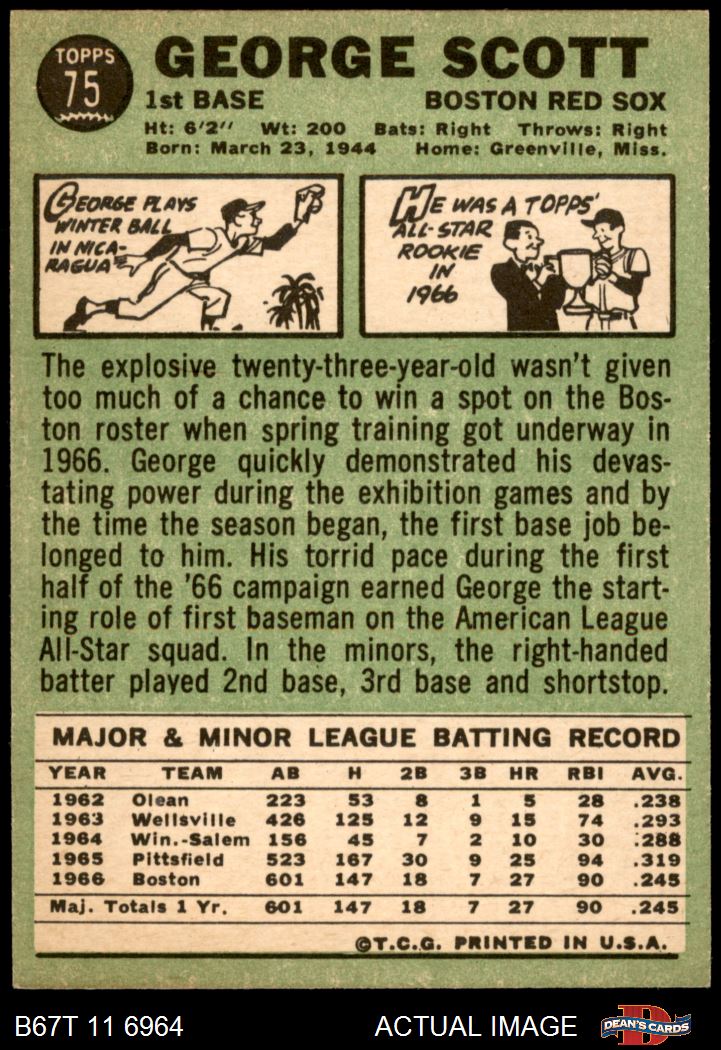 TOPPS
75
GEORGE SCOTT
1st BASE BOSTON RED SOX
Ht: 6'2" Wt: 200 Bats: Right Throws: Right
Born: March 23, 1944 Home: Greenville, Miss.
GEORGE PLAYS
WINTER BALL
IN NICA-
RAGUA
HE WAS A TOPPS'
ALL-STAR
ROOKIE
IN
1966
The explosive twenty-three-year-old wasn't given
too much of a chance to win a spot on the Bos-
ton roster when spring training got underway in
1966. George quickly demonstrated his devas-
tating power during the exhibition games and by
the time the season began, the first base job be-
longed to him. His torrid pace during the first
half of the '66 campaign earned George the start-
ing role of first baseman on the American League
All-Star squad. In the minors, the right-handed
batter played 2nd base, 3rd base and shortstop.
MAJOR & MINOR LEAGUE BATTING RECORD
YEAR TEAM AB H 2B 3B HR RBI AVG.
1962 Olean 223 53 8 1 5 28 .238
1963 Wellsville 426 125 12 9 15 74 .293
1964 Win.-Salem 156 45 7 2 10 30 .288
1965 Pittsfield 523 167 30 9 25 94 .319
1966 Boston 601 147 18 7 27 90 .245
Maj. Totals 1 Yr. 601 147 18 7 27 90 .245
©T.C.G. PRINTED IN U.S.A.
B67T 11 6964 ACTUAL IMAGE DEAN'S CARDS